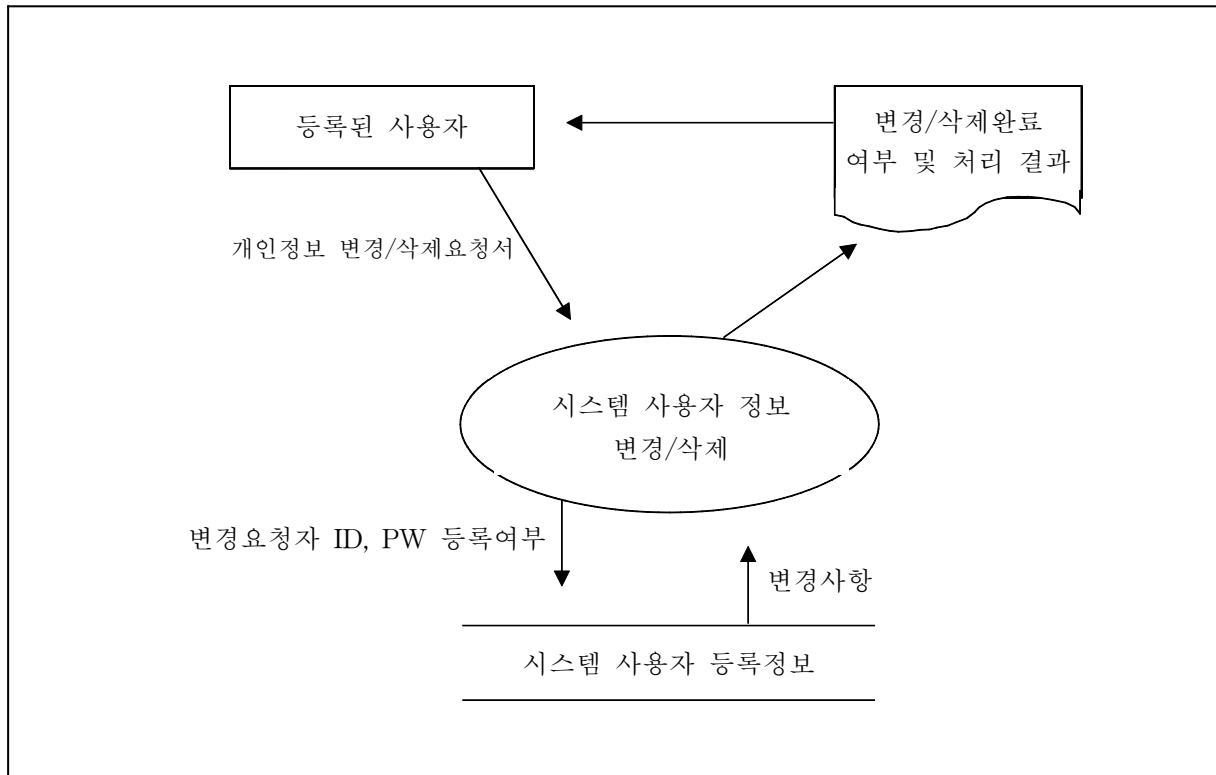 등록된 사용자
변경/삭제완료
여부 및 처리 결과
개인정보 변경/삭제요청서
시스템 사용자 정보
변경/삭제
변경요청자 ID, PW 등록여부
변경사항
시스템 사용자 등록정보